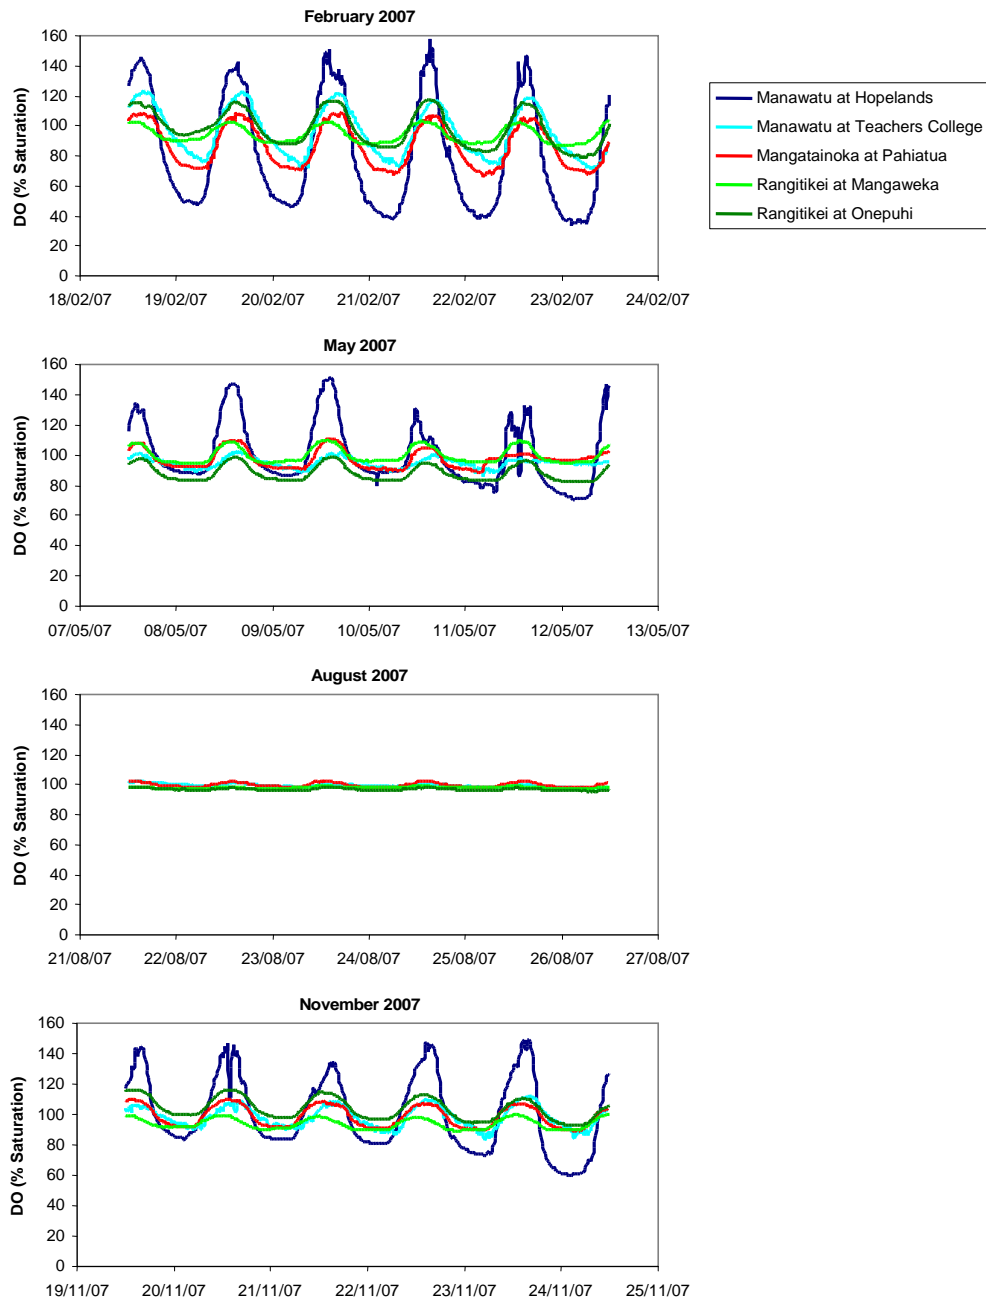 February 2007
DO (% Saturation)
160
140
120
100
80
60
40
20
0
18/02/07 19/02/07 20/02/07 21/02/07 22/02/07 23/02/07 24/02/07
Manawatu at Hopelands
Manawatu at Teachers College
Mangatainoka at Pahiatua
Rangitikei at Mangaweka
Rangitikei at Onepuhi
May 2007
DO (% Saturation)
160
140
120
100
80
60
40
20
0
07/05/07 08/05/07 09/05/07 10/05/07 11/05/07 12/05/07 13/05/07
August 2007
DO (% Saturation)
160
140
120
100
80
60
40
20
0
21/08/07 22/08/07 23/08/07 24/08/07 25/08/07 26/08/07 27/08/07
November 2007
DO (% Saturation)
160
140
120
100
80
60
40
20
0
19/11/07 20/11/07 21/11/07 22/11/07 23/11/07 24/11/07 25/11/07